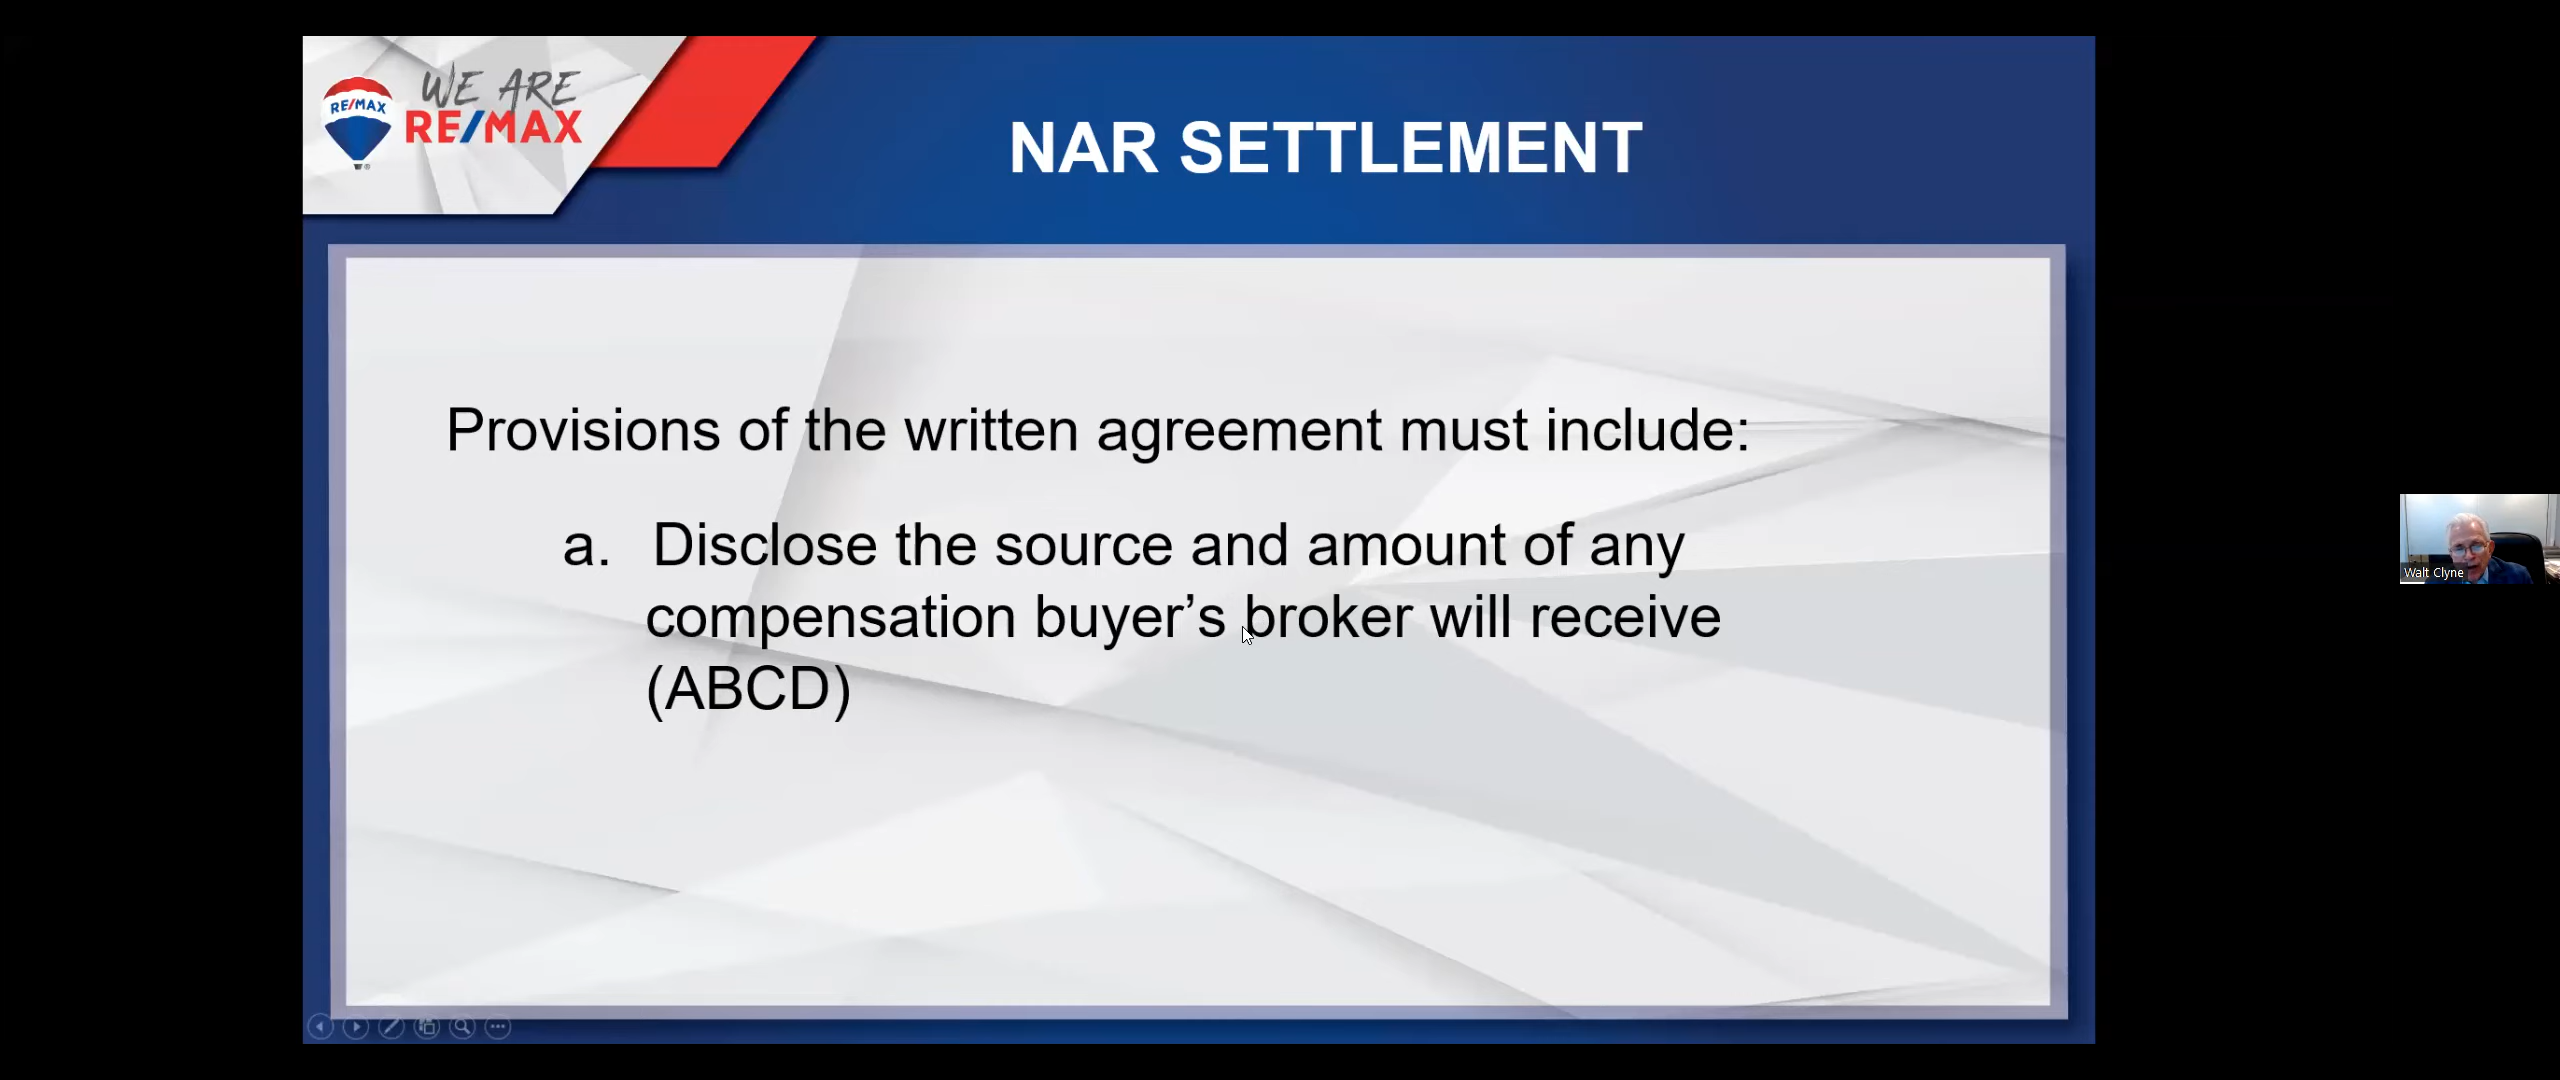 WE ARE
RE/MAX
RE/MAX
NAR SETTLEMENT
Provisions of the written agreement must include:
a. Disclose the source and amount of any
compensation buyer’s broker will receive
(ABCD)
Walt Clyne